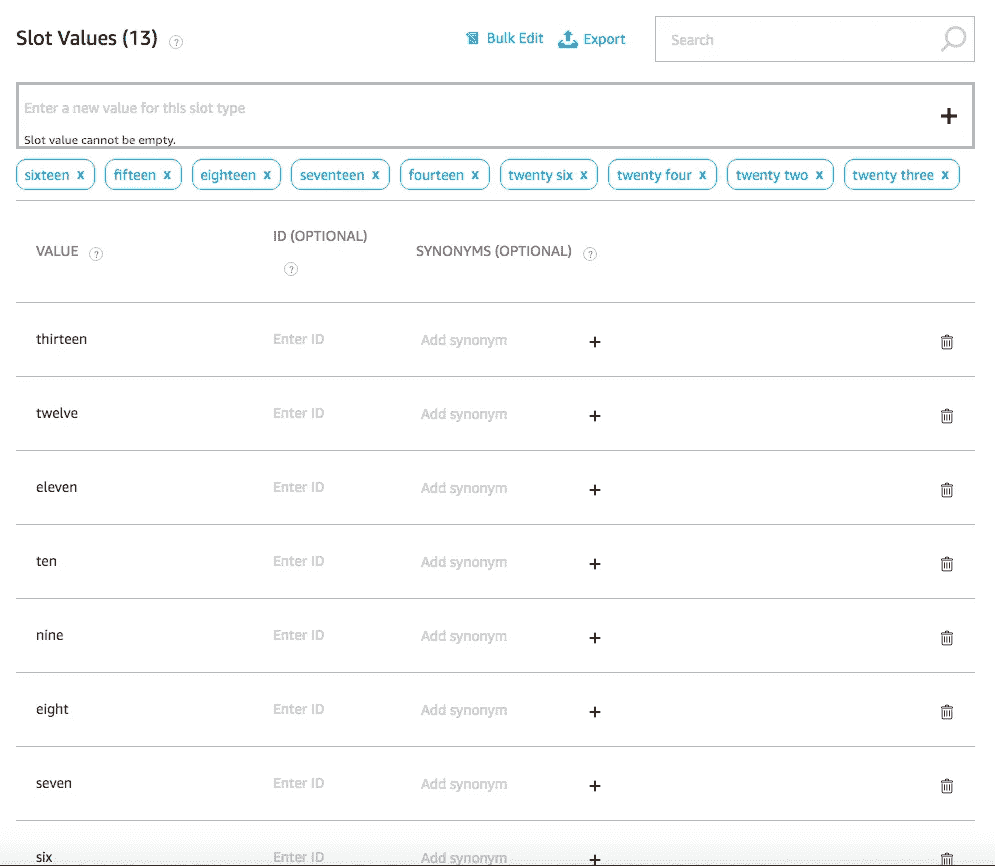 Slot Values (13) ?
Bulk Edit Export Search
Enter a new value for this slot type
Slot value cannot be empty.
sixteen x fifteen x eighteen x seventeen x fourteen x twenty six x twenty four x twenty two x twenty three x
VALUE ? ID (OPTIONAL) ? SYNONYMS (OPTIONAL) ?
thirteen Enter ID Add synonym +
twelve Enter ID Add synonym +
eleven Enter ID Add synonym +
ten Enter ID Add synonym +
nine Enter ID Add synonym +
eight Enter ID Add synonym +
seven Enter ID Add synonym +
six Enter ID Add synonym +